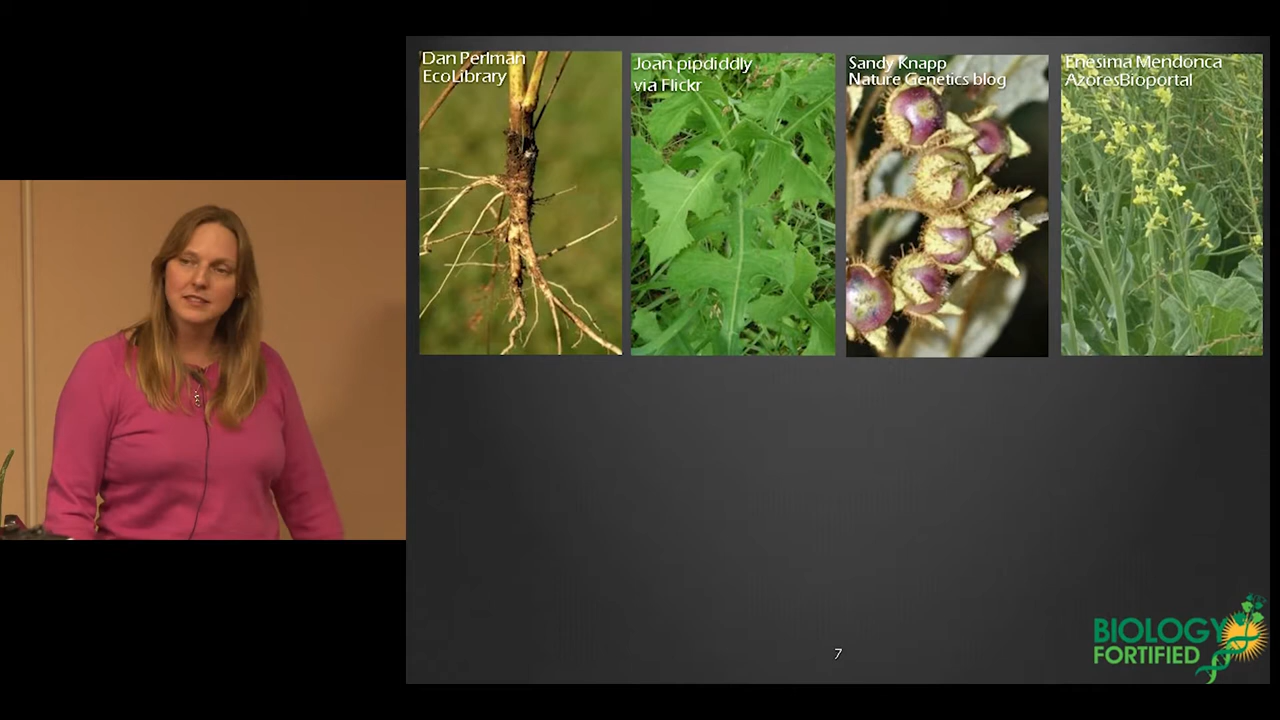 Dan Perlman
EcoLibrary
Joan pipdiddly
via Flickr
Sandy Knapp
Nature Genetics blog
Enesima Mendonca
AzoresBioportal
7
BIOLOGY
FORTIFIED